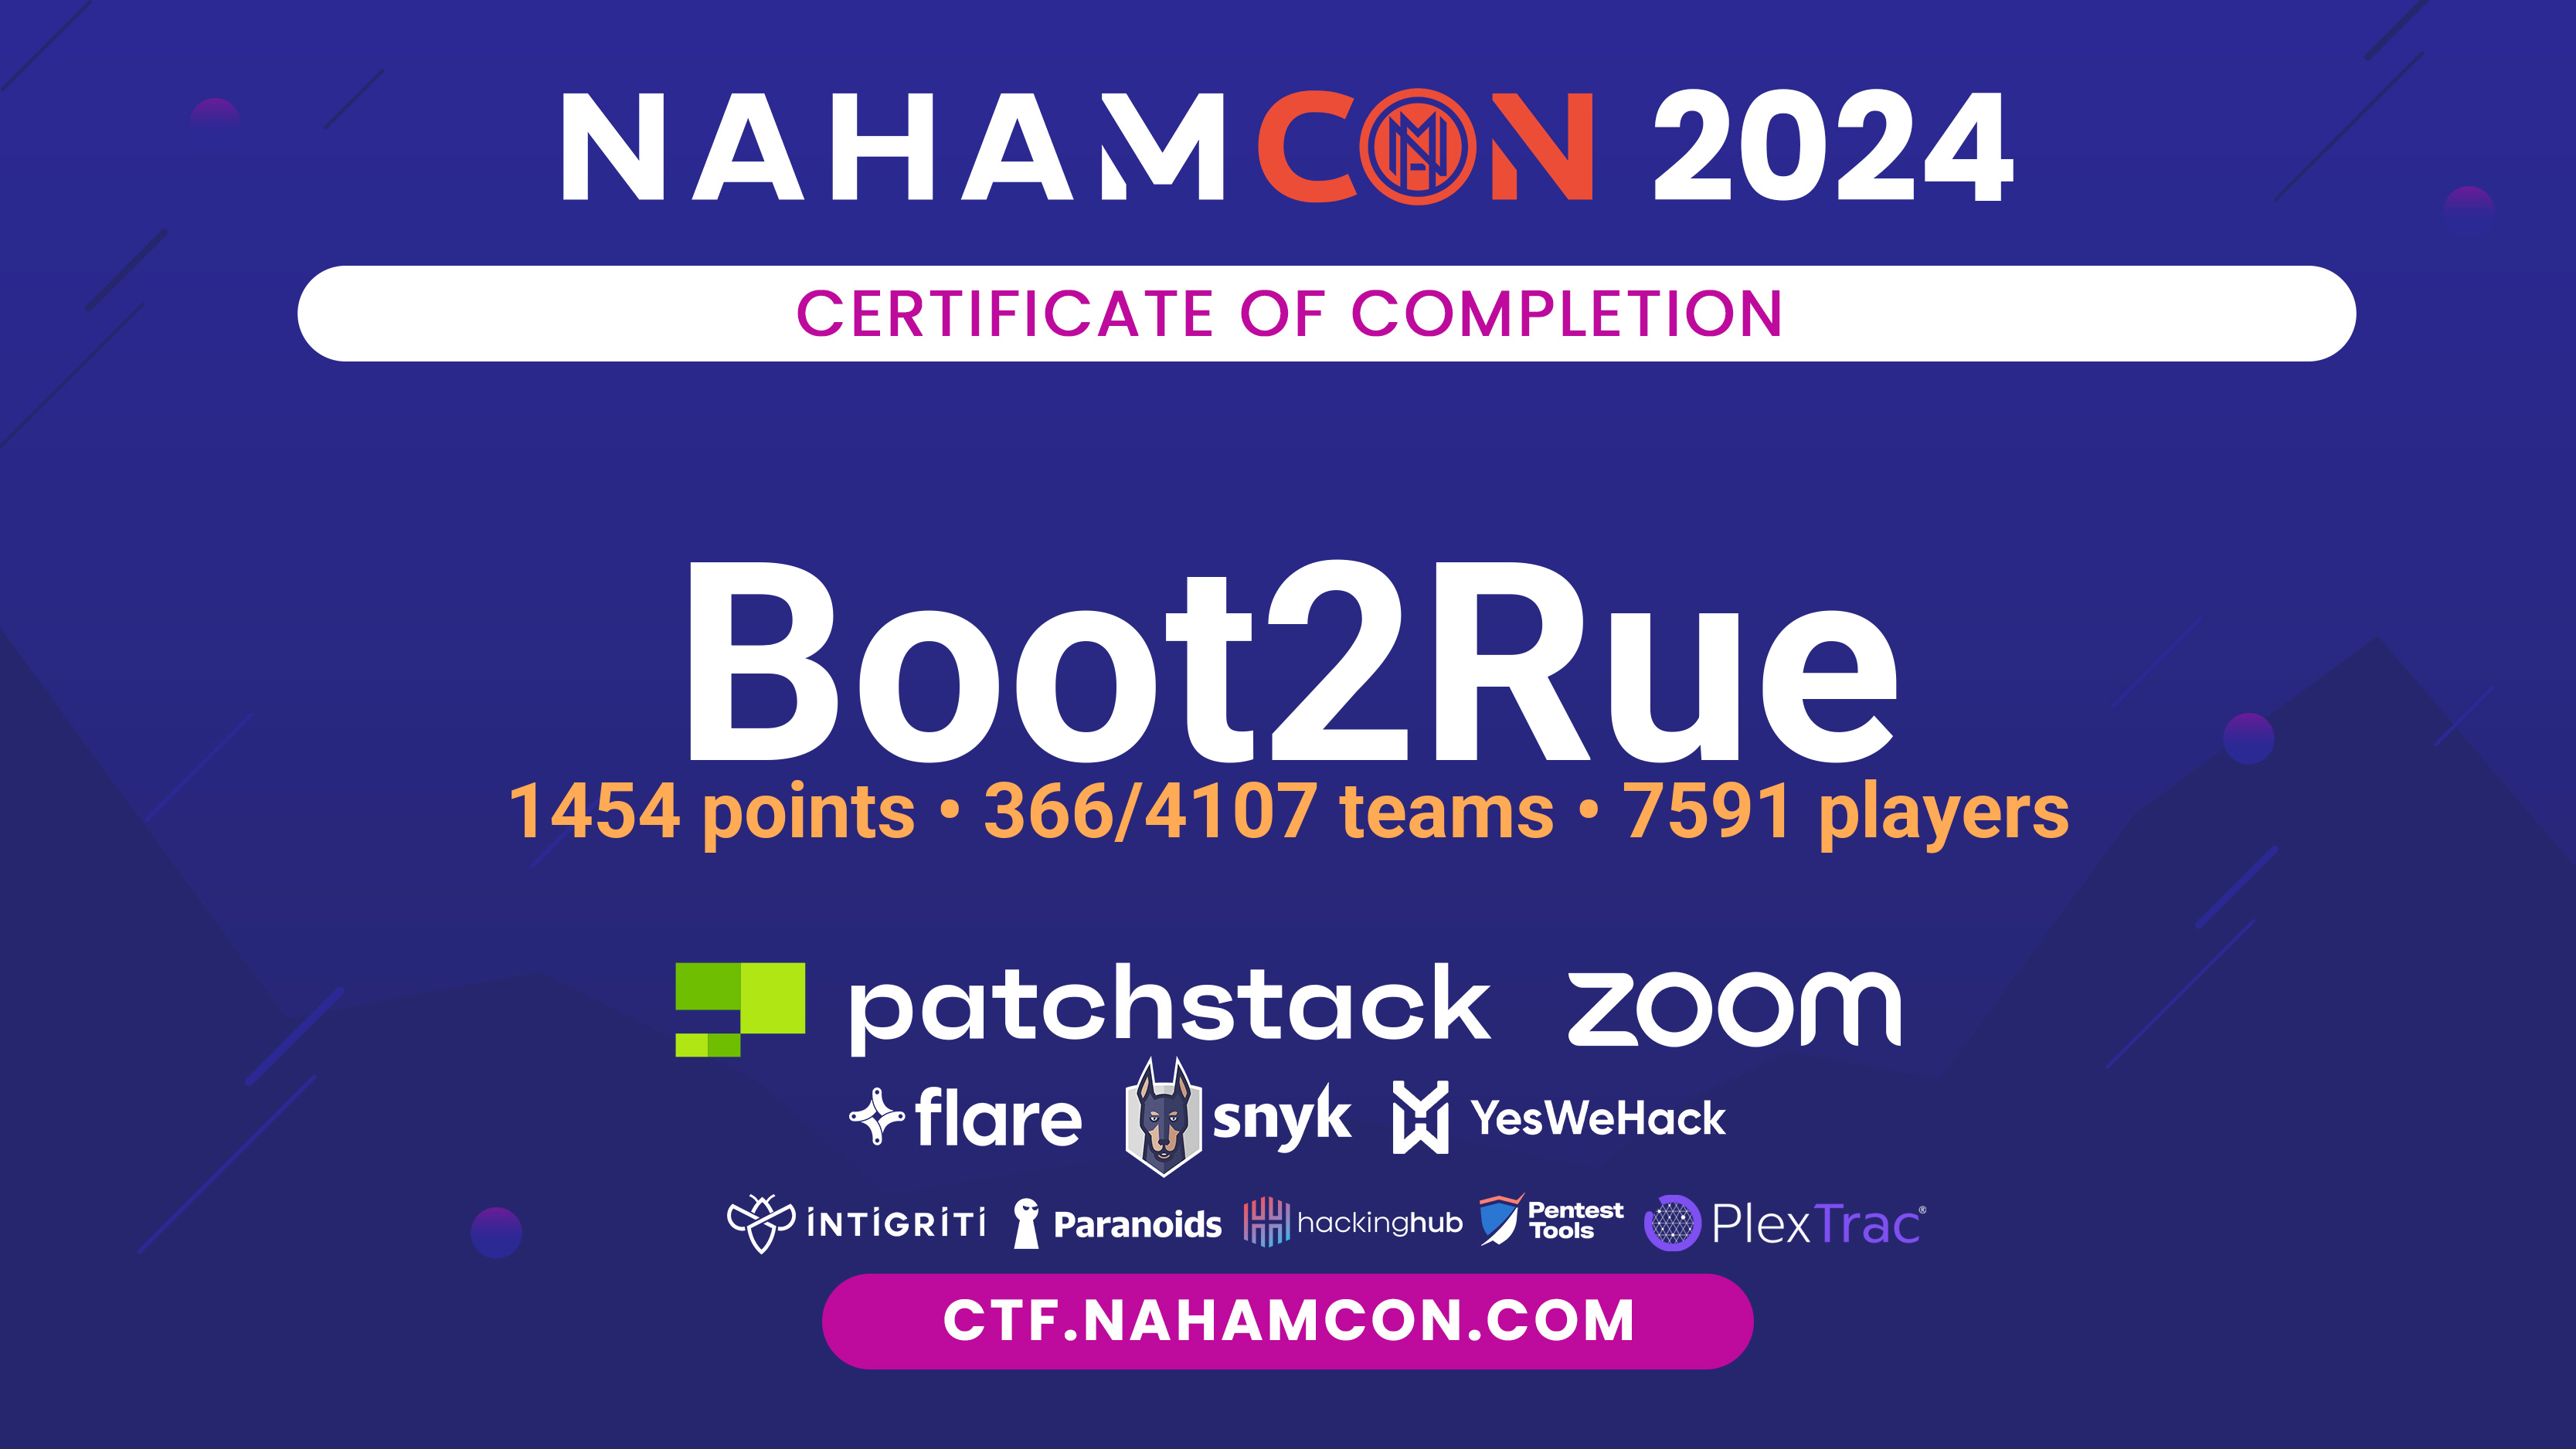 NAHAMCON 2024
CERTIFICATE OF COMPLETION
Boot2Rue
1454 points • 366/4107 teams • 7591 players
patchstack zoom
flare snyk YesWeHack
INTIGRITI Paranoids hackinghub Pentest Tools PlexTrac®
CTF.NAHAMCON.COM